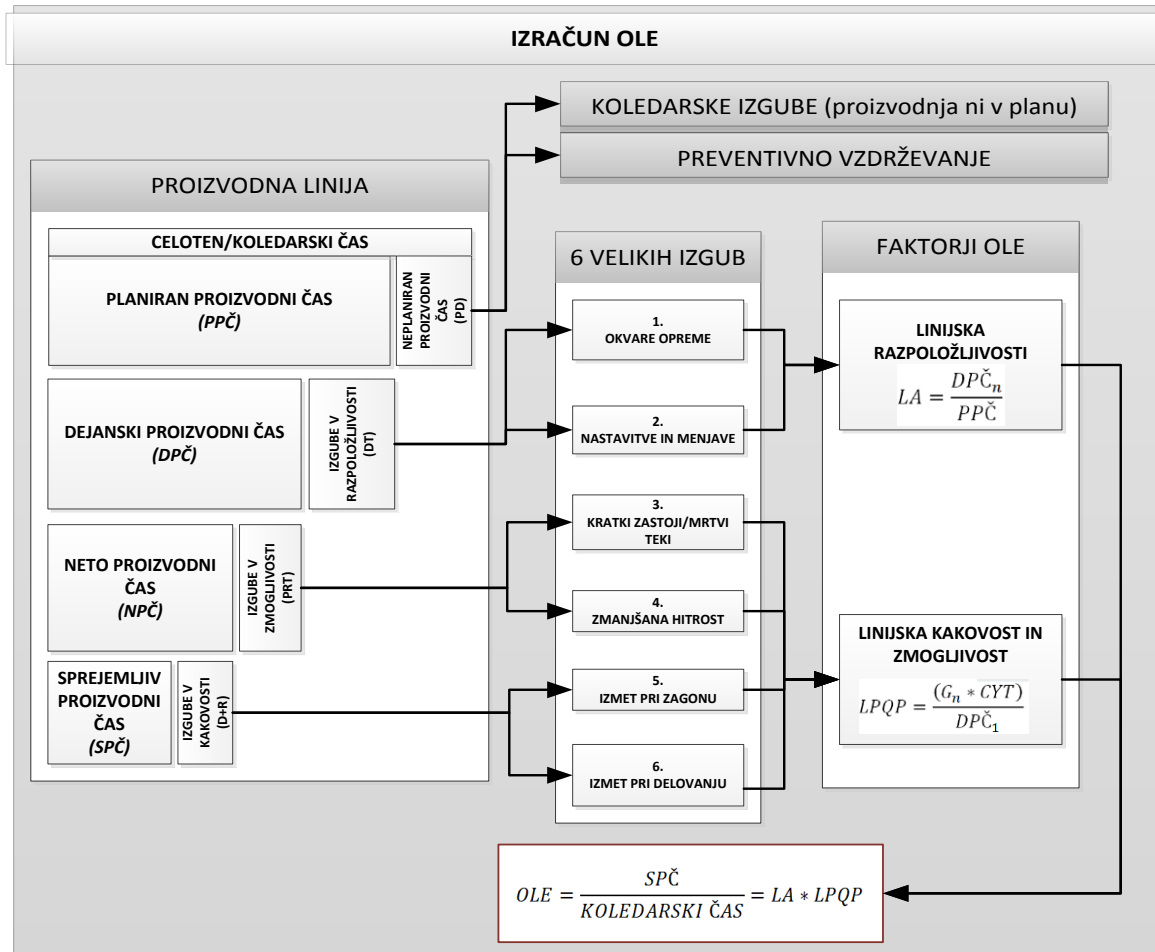 IZRAČUN OLE
KOLEDARSKE IZGUBE (proizvodnja ni v planu)
PREVENTIVNO VZDRŽEVANJE
PROIZVODNA LINIJA
CELOTEN/KOLEDARSKI ČAS
PLANIRAN PROIZVODNI ČAS
(PPČ)
NEPLANIRAN
PROIZVODNI
ČAS
(PD)
DEJANSKI PROIZVODNI ČAS
(DPČ)
IZGUBE V
RAZPOLOŽLJIVOSTI
(DT)
NETO PROIZVODNI
ČAS
(NPČ)
IZGUBE V
ZMOGLJIVOSTI
(PRT)
SPREJEMLJIV
PROIZVODNI
ČAS
(SPČ)
IZGUBE V
KAKOVOSTI
(D+R)
6 VELIKIH IZGUB
1.
OKVARE OPREME
2.
NASTAVITVE IN MENJAVE
3.
KRATKI ZASTOJI/MRTVI
TEKI
4.
ZMANJŠANA HITROST
5.
IZMET PRI ZAGONU
6.
IZMET PRI DELOVANJU
FAKTORJI OLE
LINIJSKA
RAZPOLOŽLJIVOSTI
LA = DPČn / PPČ
LINIJSKA KAKOVOST IN
ZMOGLJIVOST
LPQP = (Gn * CYT) / DPČ1
OLE = SPČ / KOLEDARSKI ČAS = LA * LPQP